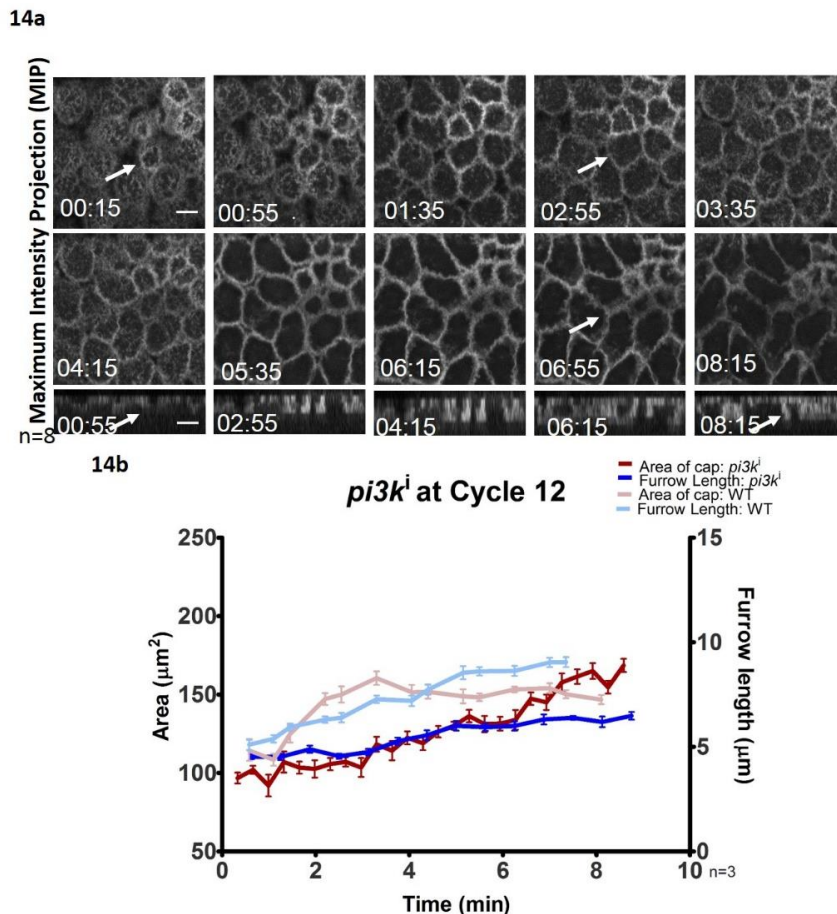 14a
Maximum Intensity Projection (MIP)
00:15
00:55
01:35
02:55
03:35
04:15
05:35
06:15
06:55
08:15
00:55
02:55
04:15
06:15
08:15
n=8
14b
pi3kⁱ at Cycle 12
Area of cap: pi3kⁱ
Furrow Length: pi3kⁱ
Area of cap: WT
Furrow Length: WT
250
200
150
100
50
Area (μm²)
15
10
5
0
Furrow length (μm)
0 2 4 6 8 10
n=3
Time (min)